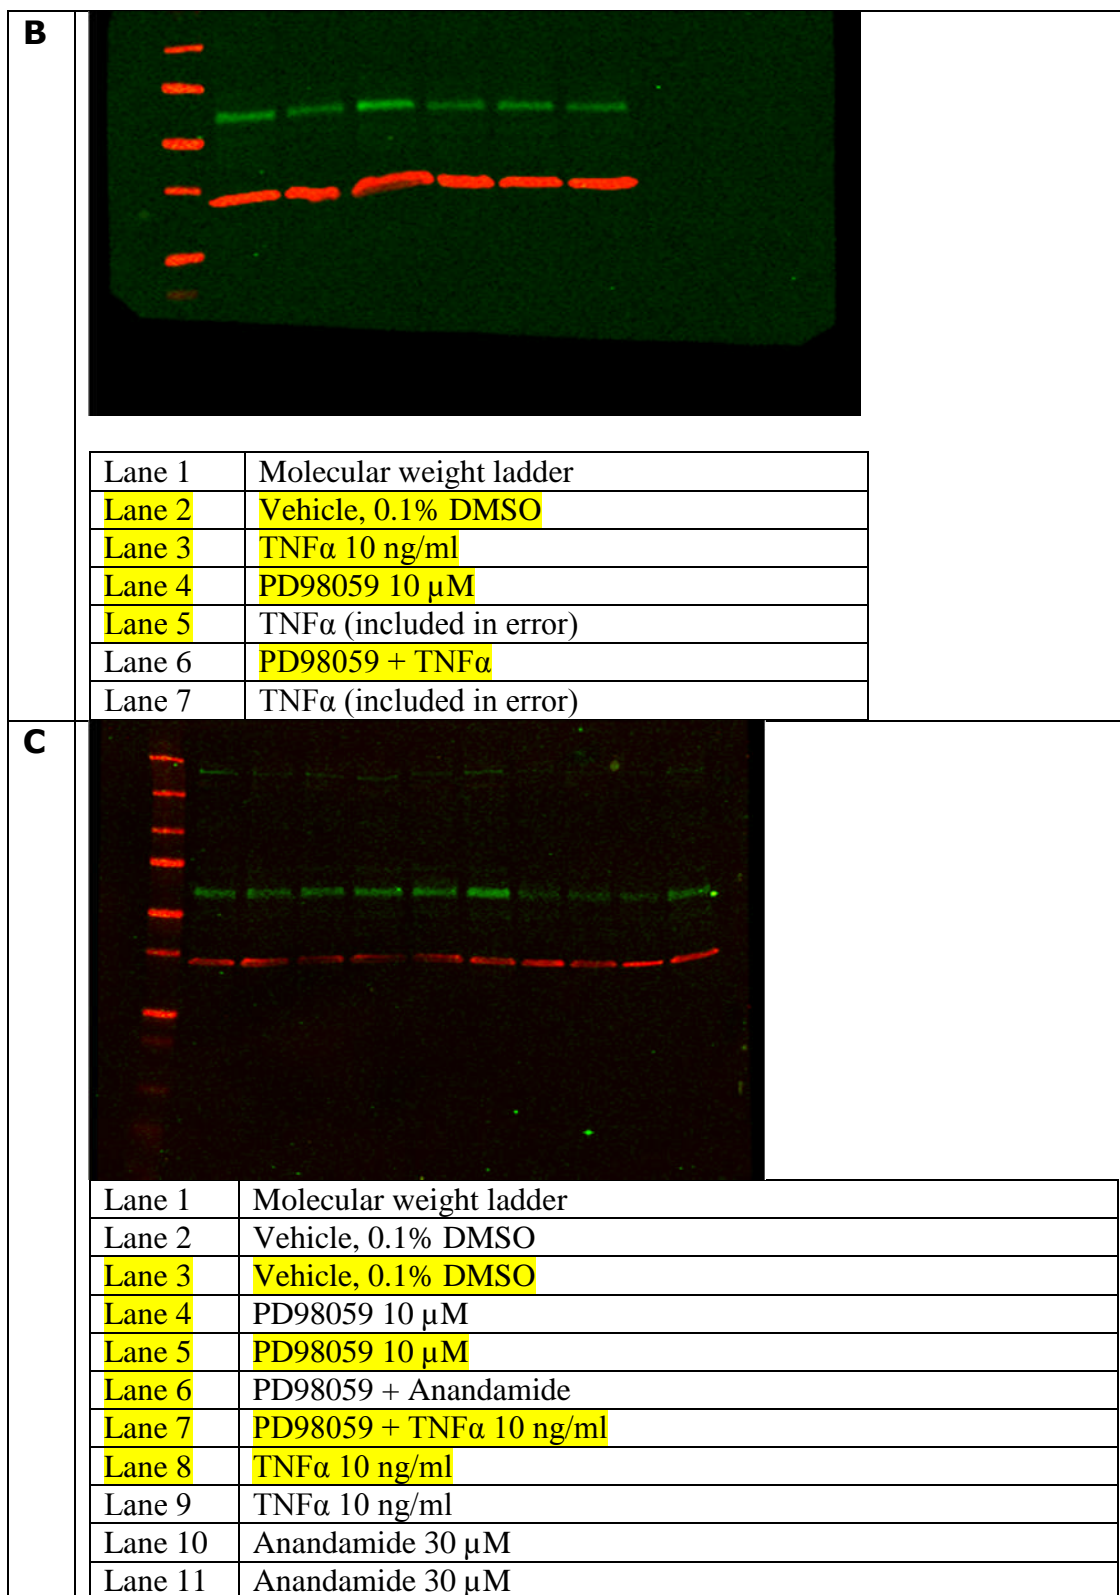 B
Lane 1 Molecular weight ladder
Lane 2 Vehicle, 0.1% DMSO
Lane 3 TNFα 10 ng/ml
Lane 4 PD98059 10 µM
Lane 5 TNFα (included in error)
Lane 6 PD98059 + TNFα
Lane 7 TNFα (included in error)
C
Lane 1 Molecular weight ladder
Lane 2 Vehicle, 0.1% DMSO
Lane 3 Vehicle, 0.1% DMSO
Lane 4 PD98059 10 µM
Lane 5 PD98059 10 µM
Lane 6 PD98059 + Anandamide
Lane 7 PD98059 + TNFα 10 ng/ml
Lane 8 TNFα 10 ng/ml
Lane 9 TNFα 10 ng/ml
Lane 10 Anandamide 30 µM
Lane 11 Anandamide 30 µM